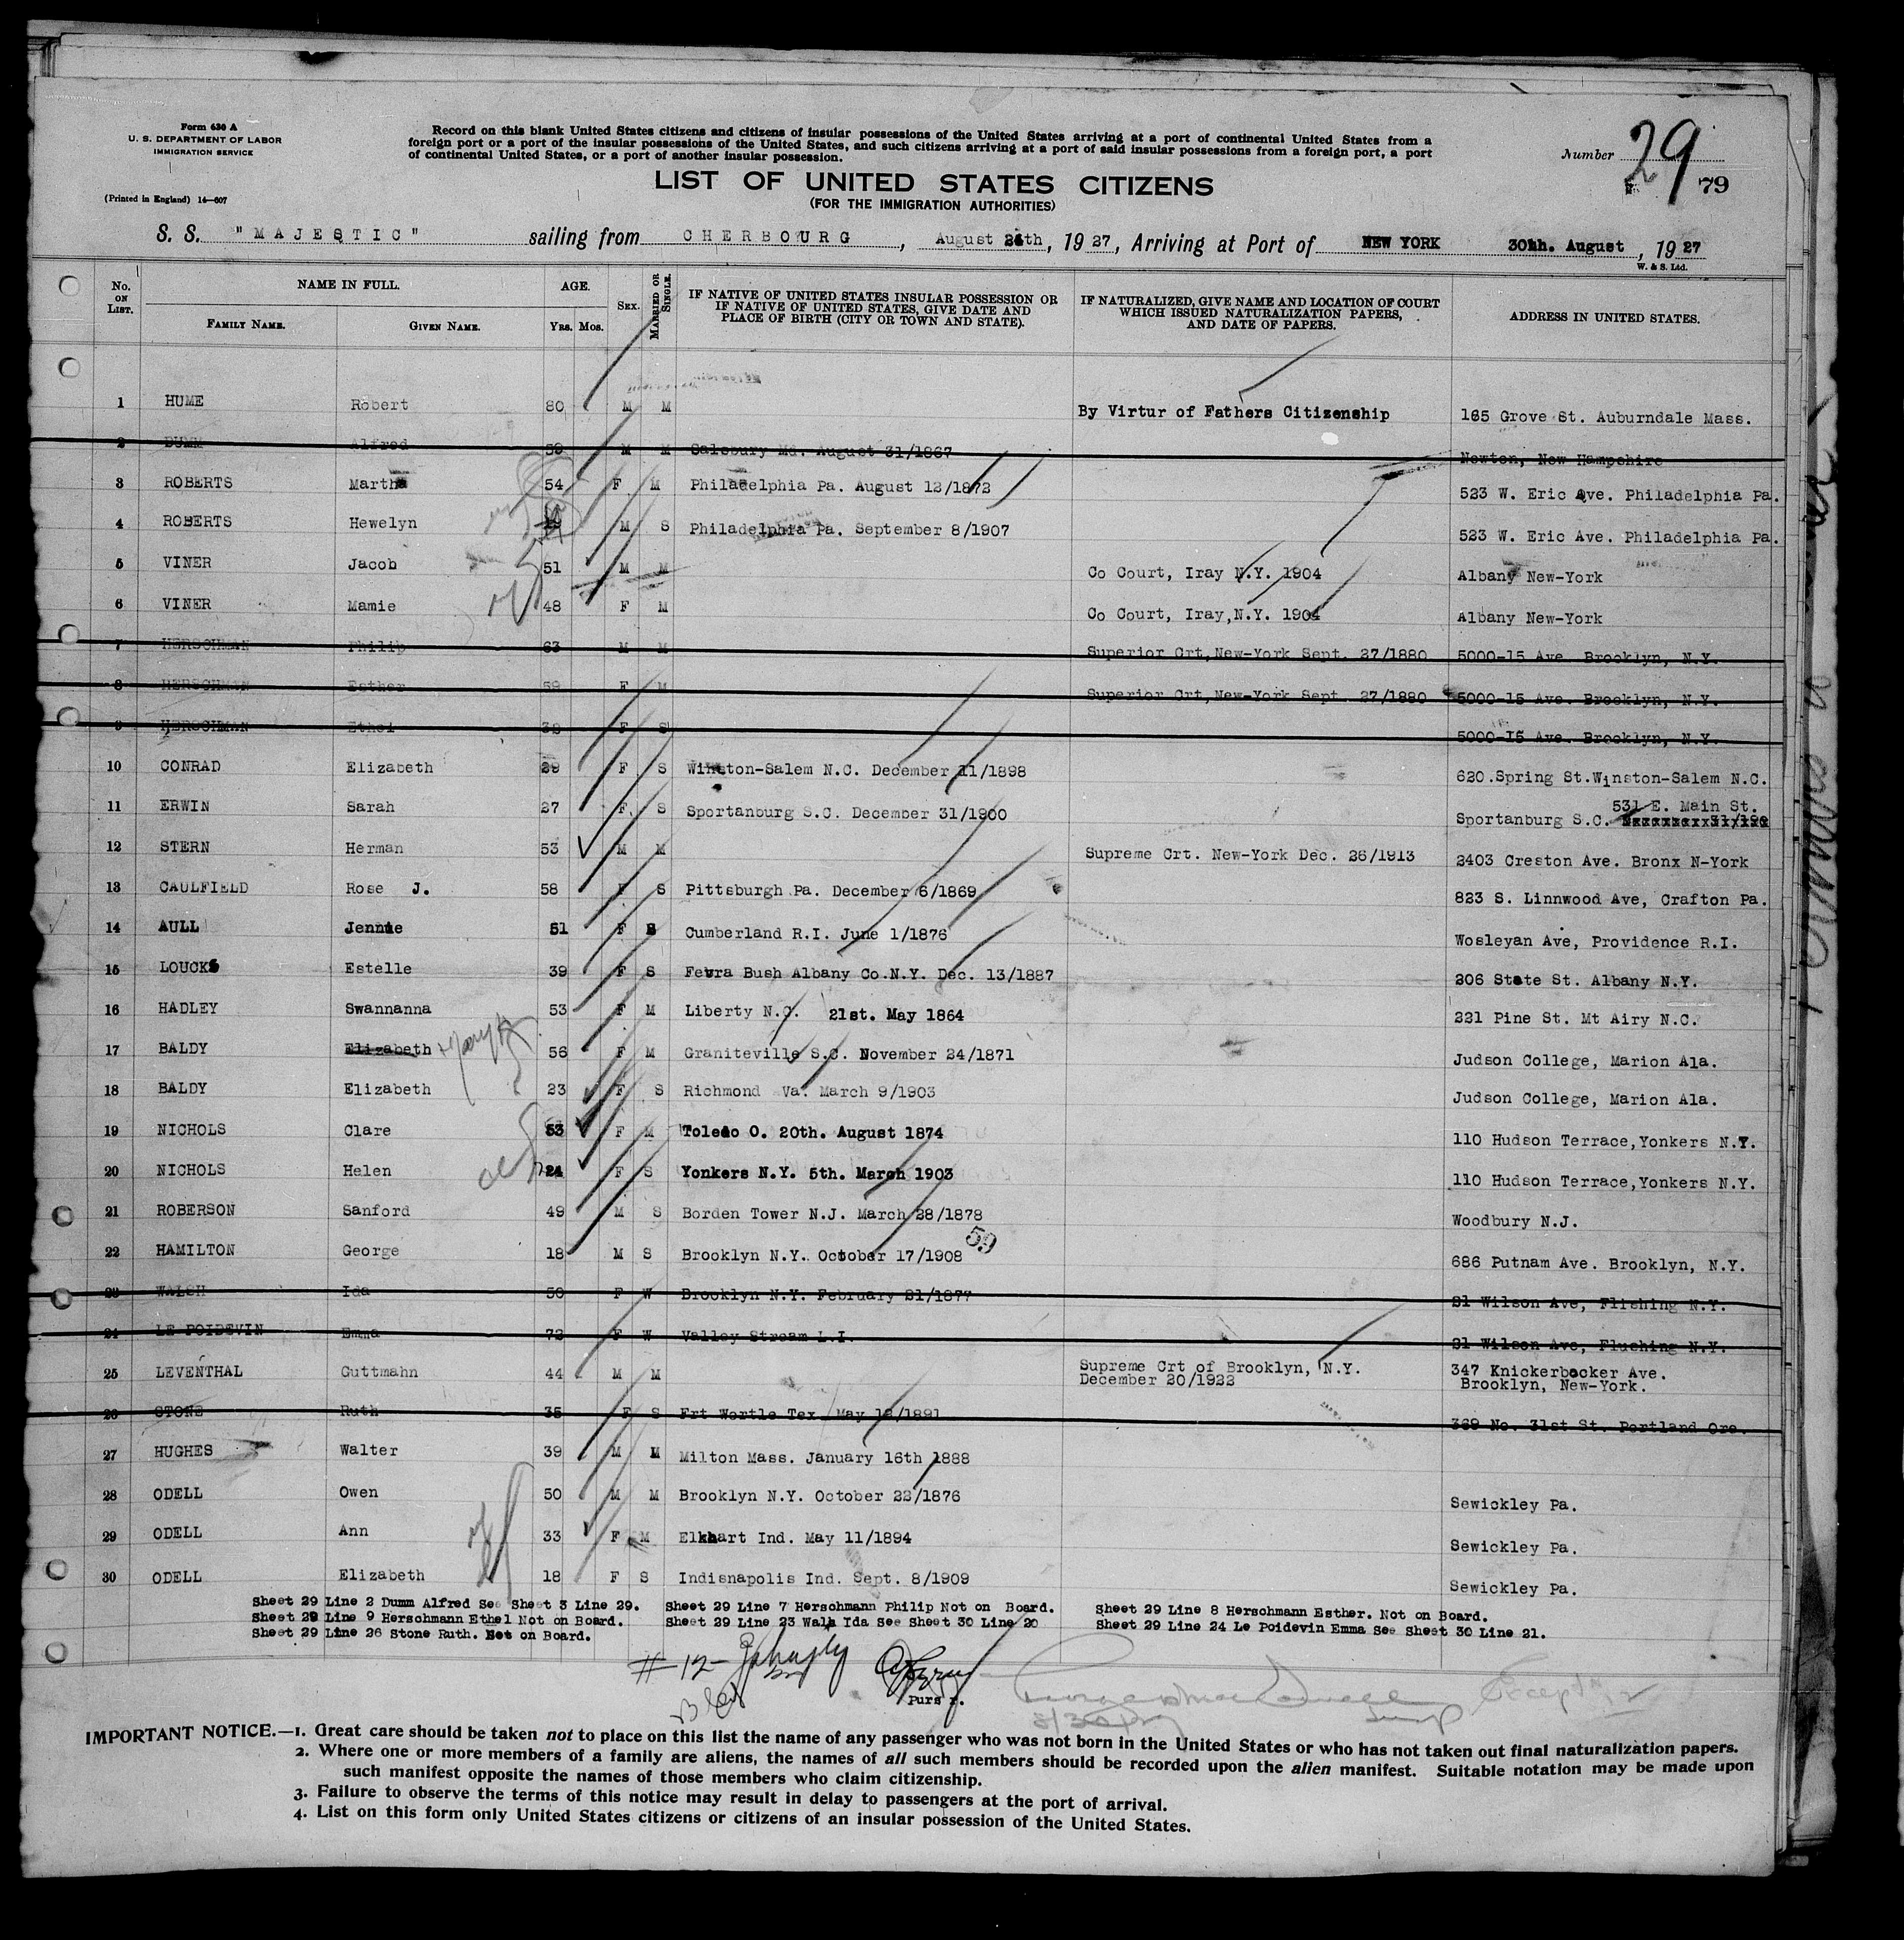 Form 630 A
U. S. DEPARTMENT OF LABOR
IMMIGRATION SERVICE
(Printed in England) 14—607
Record on this blank United States citizens and citizens of insular possessions of the United States arriving at a port of continental United States from a
foreign port or a port of the insular possessions of the United States, and such citizens arriving at a port of said insular possessions from a foreign port, a port
of continental United States, or a port of another insular possession.
Number 29
79
LIST OF UNITED STATES CITIZENS
(FOR THE IMMIGRATION AUTHORITIES)
S. S. "MAJESTIC" sailing from CHERBOURG, August 24th, 1927, Arriving at Port of NEW YORK 30th. August, 1927
W. & S. Ltd.
No. ON LIST. NAME IN FULL. FAMILY NAME. GIVEN NAME. AGE. YRS. MOS. SEX. MARRIED OR SINGLE. IF NATIVE OF UNITED STATES INSULAR POSSESSION OR IF NATIVE OF UNITED STATES, GIVE DATE AND PLACE OF BIRTH (CITY OR TOWN AND STATE). IF NATURALIZED, GIVE NAME AND LOCATION OF COURT WHICH ISSUED NATURALIZATION PAPERS, AND DATE OF PAPERS. ADDRESS IN UNITED STATES.
1 HUME Robert 80 M M By Virtur of Fathers Citizenship 165 Grove St. Auburndale Mass.
2 DUMM Alfred 59 M M Salsbury Md. August 31/1867 Newton, New Hampshire
3 ROBERTS Martha 54 F M Philadelphia Pa. August 12/1872 523 W. Eric Ave. Philadelphia Pa.
4 ROBERTS Hewelyn M S Philadelphia Pa. September 8/1907 523 W. Eric Ave. Philadelphia Pa.
5 VINER Jacob 51 M M Co Court, Iray N.Y. 1904 Albany New-York
6 VINER Mamie 48 F M Co Court, Iray,N.Y. 1904 Albany New-York
7 HERSCHMAN Philip 63 M M Superior Crt,New-York Sept. 27/1880 5000-15 Ave. Brooklyn, N.Y.
8 HERSCHMAN Esther 59 F M Superior Crt,New-York Sept. 27/1880 5000-15 Ave. Brooklyn, N.Y.
9 HERSCHMAN Ethel F S 5000-15 Ave. Brooklyn, N.Y.
10 CONRAD Elizabeth 29 F S Winston-Salem N.C. December 11/1898 620.Spring St.Winston-Salem N.C.
11 ERWIN Sarah 27 F. S Sportanburg S.C. December 31/1900 531 E. Main St.
Sportanburg S.C.
12 STERN Herman 53 M M Supreme Crt. New-York Dec. 26/1913 2403 Creston Ave. Bronx N-York
13 CAULFIELD Rose J. 58 F S Pittsburgh Pa. December 6/1869 823 S. Linnwood Ave, Crafton Pa.
14 AULL Jennie 51 F S Cumberland R.I. June 1/1876 Wosleyan Ave, Providence R.I.
15 LOUCKS Estelle 39 F S Feura Bush Albany Co.N.Y. Dec. 13/1887 206 State St. Albany N.Y.
16 HADLEY Swannanna 53 F M Liberty N.C. 21st. May 1864 221 Pine St. Mt Airy N.C.
17 BALDY Elizabeth Mary 56 F M Graniteville S.C. November 24/1871 Judson College, Marion Ala.
18 BALDY Elizabeth 23 F S Richmond Va. March 9/1903 Judson College, Marion Ala.
19 NICHOLS Clare 53 F M Toledo O. 20th. August 1874 110 Hudson Terrace,Yonkers N.Y.
20 NICHOLS Helen 24 F S Yonkers N.Y. 5th. March 1903 110 Hudson Terrace,Yonkers N.Y.
21 ROBERSON Sanford 49 M S Borden Tower N.J. March 28/1878 Woodbury N.J.
59
22 HAMILTON George 18 M S Brooklyn N.Y. October 17/1908 686 Putnam Ave. Brooklyn, N.Y.
23 WALSH Ida 50 F W Brooklyn N.Y. February 21/1877 21 Wilson Ave, Flishing N.Y.
24 LE POIDEVIN Emma 72 F W Valley Stream L.I. 21 Wilson Ave, Flushing N.Y.
25 LEVENTHAL Guttmahn 44 M M Supreme Crt of Brooklyn, N.Y. December 20/1922 347 Knickerbocker Ave. Brooklyn, New-York.
26 STONE Ruth 35 F S Frt Wortle Tex. May 12/1891 369 No. 31st St. Portland Ore.
27 HUGHES Walter 39 M M Milton Mass. January 16th 1888
28 ODELL Owen 50 M M Brooklyn N.Y. October 22/1876 Sewickley Pa.
29 ODELL Ann 33 F M Elkhart Ind. May 11/1894 Sewickley Pa.
30 ODELL Elizabeth 18 F S Indisnapolis Ind. Sept. 8/1909 Sewickley Pa.
Sheet 29 Line 2 Dumm Alfred See Sheet 3 Line 29. Sheet 29 Line 7 Herschmann Philip Not on Board. Sheet 29 Line 8 Herschmann Esther. Not on Board.
Sheet 29 Line 9 Herschmann Ethel Not on Board. Sheet 29 Line 23 Walh Ida See Sheet 30 Line 20 Sheet 29 Line 24 Le Poidevin Emma See Sheet 30 Line 21.
Sheet 29 Line 26 Stone Ruth. Not on Board.
# 12-
Purs r.
Except 12
IMPORTANT NOTICE.—1. Great care should be taken not to place on this list the name of any passenger who was not born in the United States or who has not taken out final naturalization papers.
2. Where one or more members of a family are aliens, the names of all such members should be recorded upon the alien manifest. Suitable notation may be made upon
such manifest opposite the names of those members who claim citizenship.
3. Failure to observe the terms of this notice may result in delay to passengers at the port of arrival.
4. List on this form only United States citizens or citizens of an insular possession of the United States.